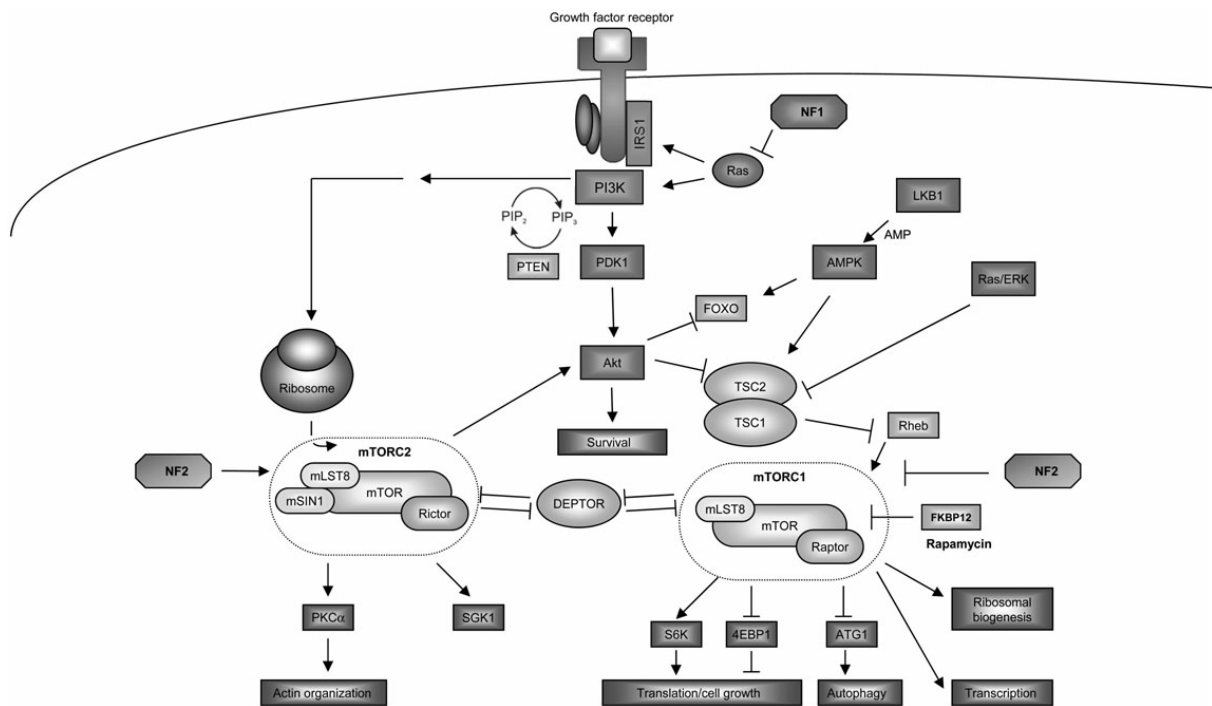 Growth factor receptor
NF1
IRS1
Ras
PI3K
LKB1
PIP2
PIP3
AMP
PTEN
PDK1
AMPK
Ras/ERK
FOXO
Akt
TSC2
Ribosome
TSC1
Rheb
Survival
mTORC2
NF2
mLST8
mTOR
mSIN1
Rictor
DEPTOR
mTORC1
NF2
mLST8
mTOR
Raptor
FKBP12
Rapamycin
PKCα
SGK1
S6K
4EBP1
ATG1
Ribosomal
biogenesis
Actin organization
Translation/cell growth
Autophagy
Transcription